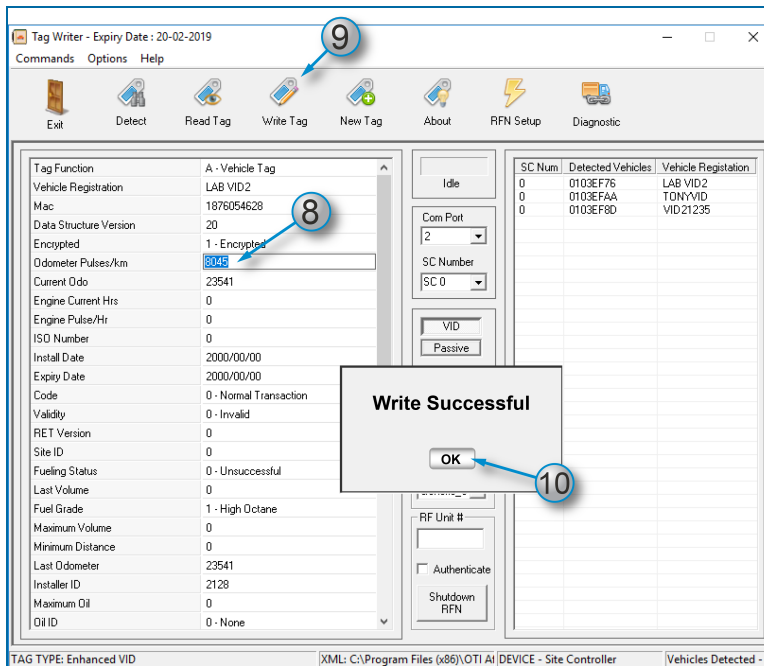 Tag Writer - Expiry Date : 20-02-2019
9
Commands Options Help
Exit Detect Read Tag Write Tag New Tag About RFN Setup Diagnostic
Tag Function A - Vehicle Tag
Vehicle Registration LAB VID2
Mac 1876054628
8
Data Structure Version 20
Encrypted 1 - Encrypted
Odometer Pulses/km 8045
Current Odo 23541
Engine Current Hrs 0
Engine Pulse/Hr 0
ISO Number 0
Install Date 2000/00/00
Expiry Date 2000/00/00
Code 0 - Normal Transaction
Validity 0 - Invalid
RET Version 0
Site ID 0
Fueling Status 0 - Unsuccessful
Last Volume 0
Fuel Grade 1 - High Octane
Maximum Volume 0
Minimum Distance 0
Last Odometer 23541
Installer ID 2128
Maximum Oil 0
Oil ID 0 - None
Idle
Com Port
2
SC Number
SC 0
VID
Passive
RF Unit #
Authenticate
Shutdown
RFN
SC Num Detected Vehicles Vehicle Registation
0 0103EF76 LAB VID2
0 0103EFAA TONYVID
0 0103EF8D VID21235
Write Successful
OK
10
TAG TYPE: Enhanced VID XML: C:\Program Files (x86)\OTI DEVICE - Site Controller Vehicles Detected -